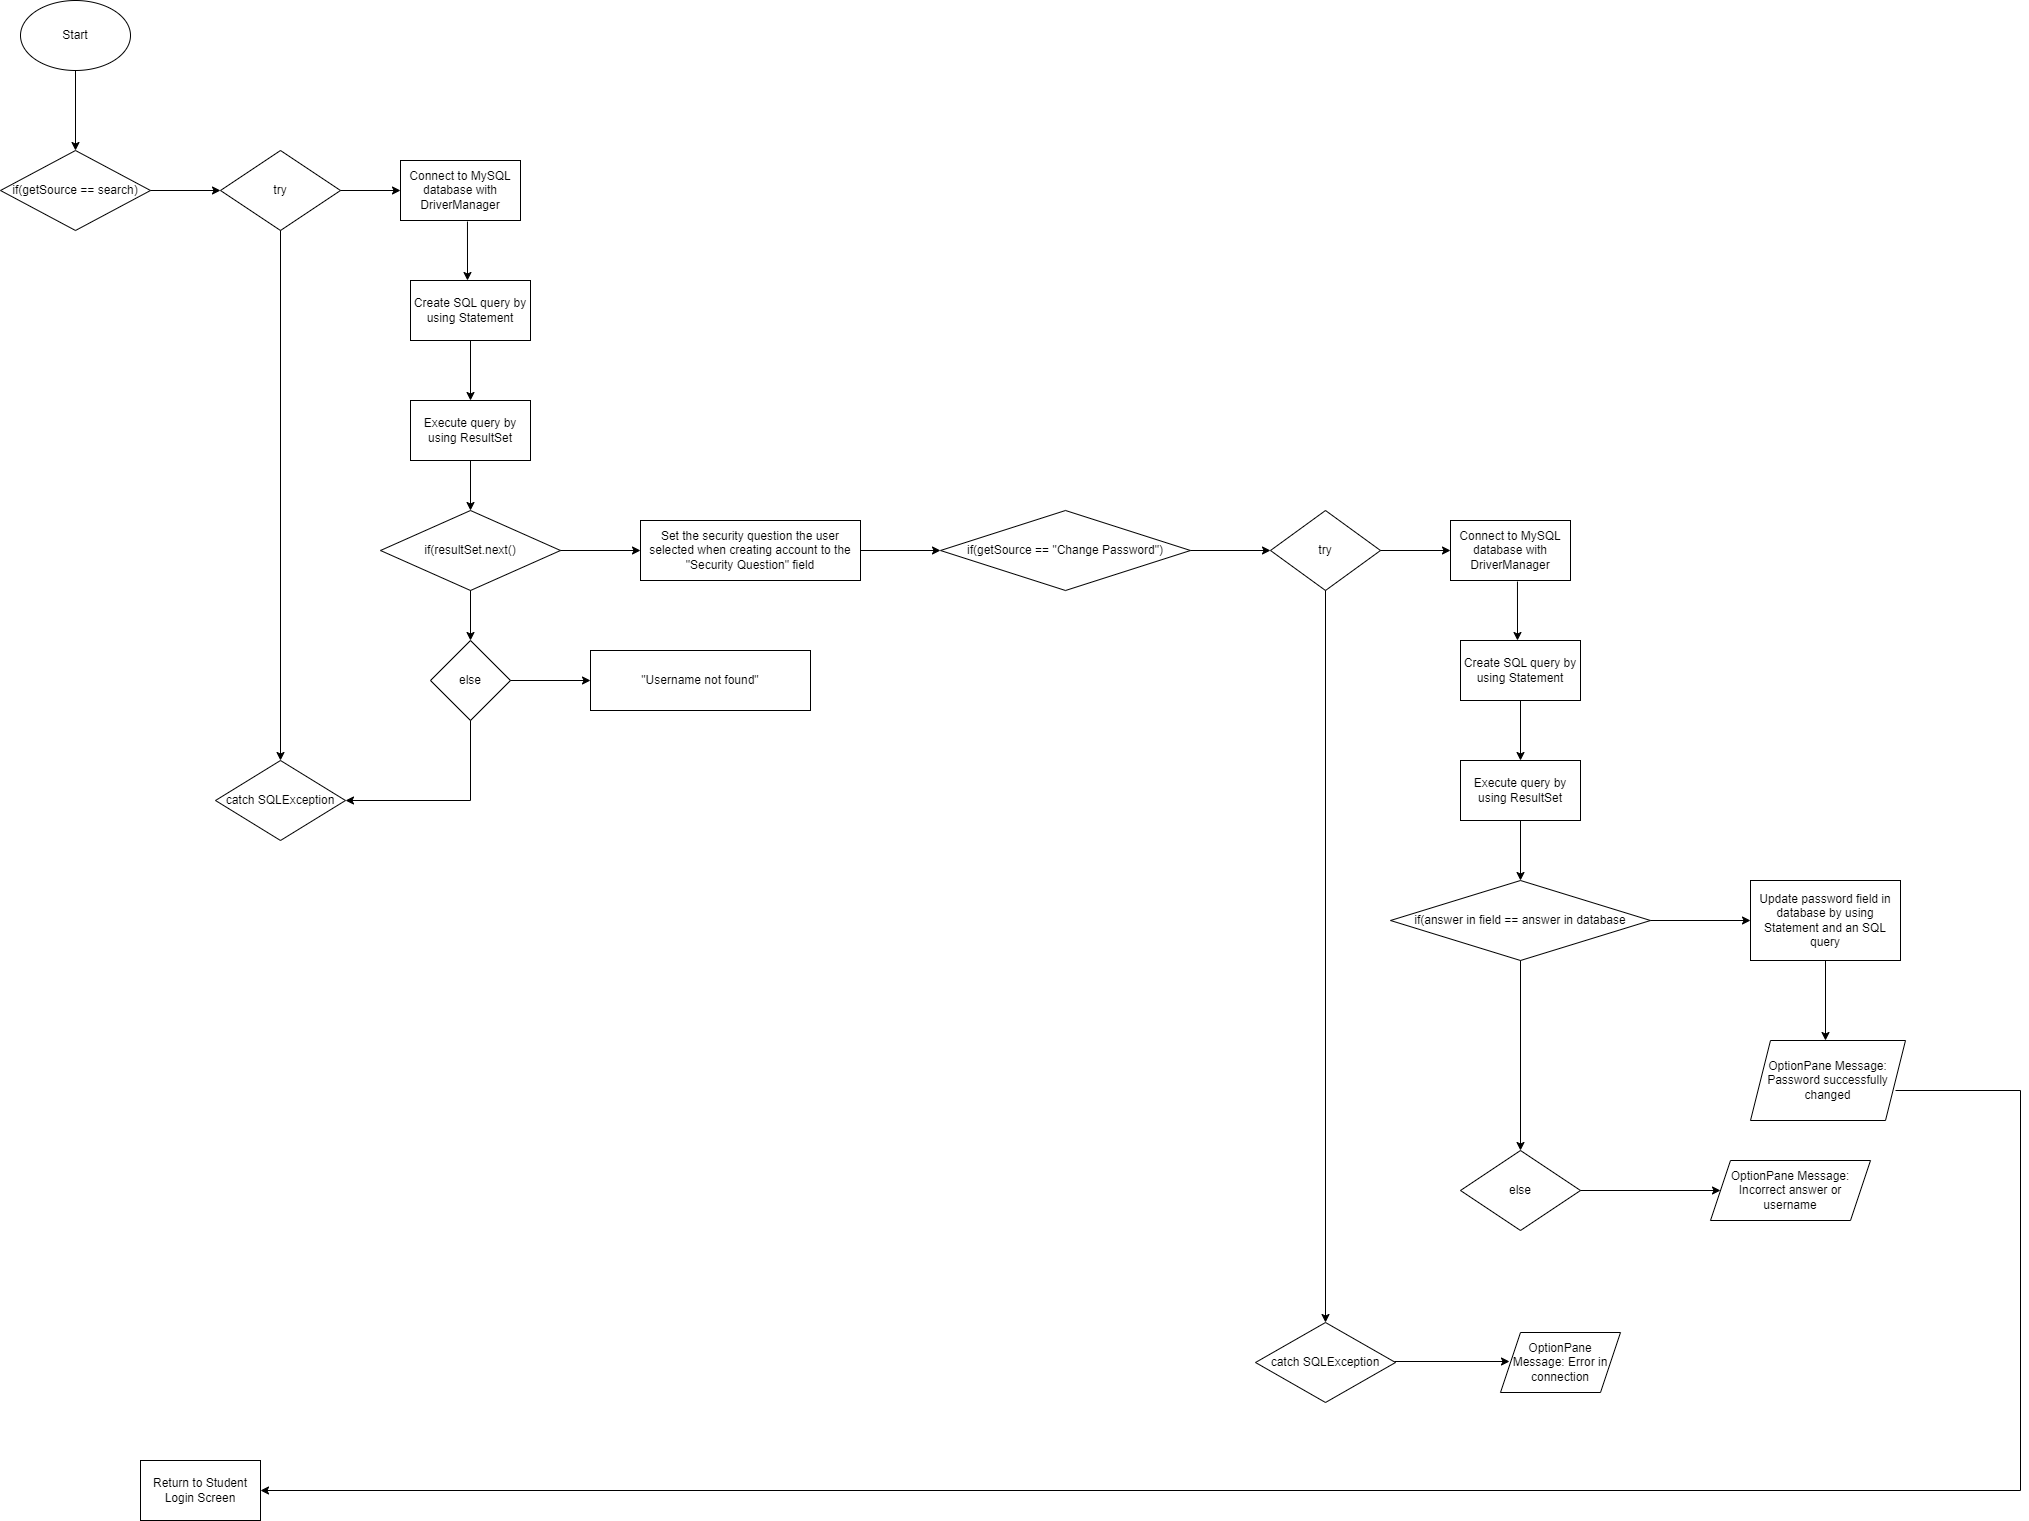 Start
if(getSource == search)
try
Connect to MySQL
database with
DriverManager
Create SQL query by
using Statement
Execute query by
using ResultSet
if(resultSet.next()
Set the security question the user
selected when creating account to the
"Security Question" field
if(getSource == "Change Password")
try
Connect to MySQL
database with
DriverManager
else
"Username not found"
Create SQL query by
using Statement
catch SQLException
Execute query by
using ResultSet
if(answer in field == answer in database
Update password field in
database by using
Statement and an SQL
query
OptionPane Message:
Password successfully
changed
else
OptionPane Message:
Incorrect answer or
username
catch SQLException
OptionPane
Message: Error in
connection
Return to Student
Login Screen